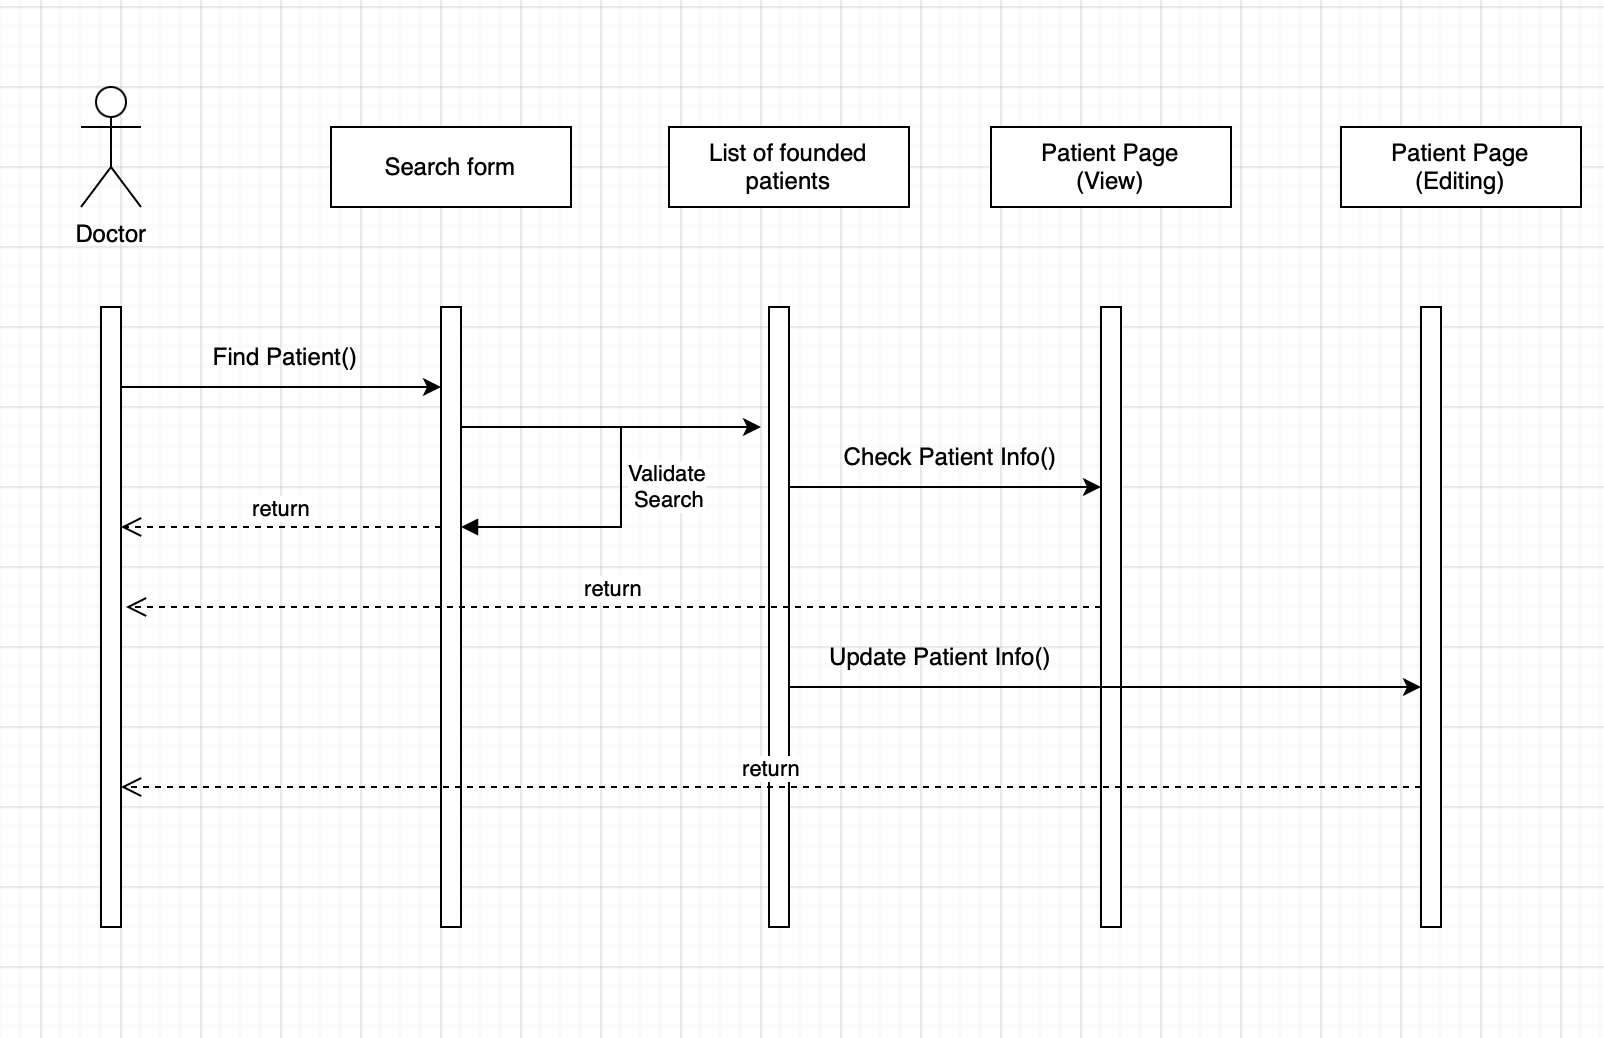 Doctor
Search form
List of founded
patients
Patient Page
(View)
Patient Page
(Editing)
Find Patient()
Check Patient Info()
Validate
Search
return
return
Update Patient Info()
return